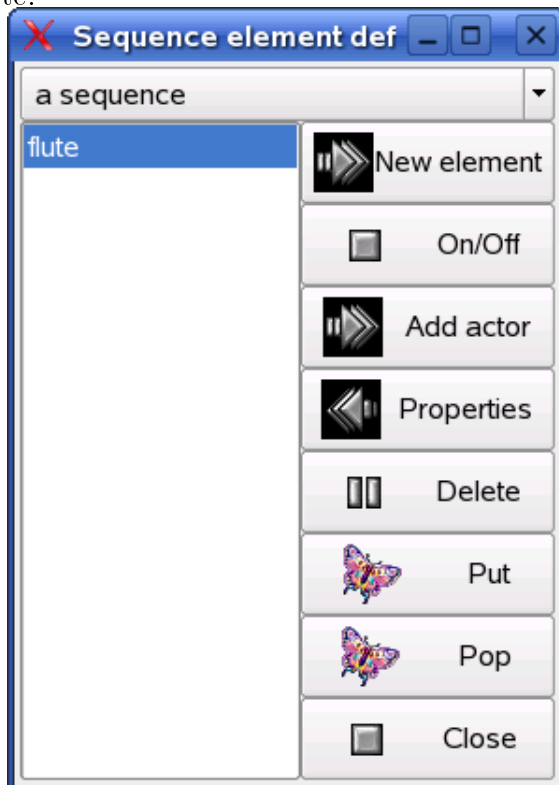 Sequence element def
a sequence
flute
New element
On/Off
Add actor
Properties
Delete
Put
Pop
Close